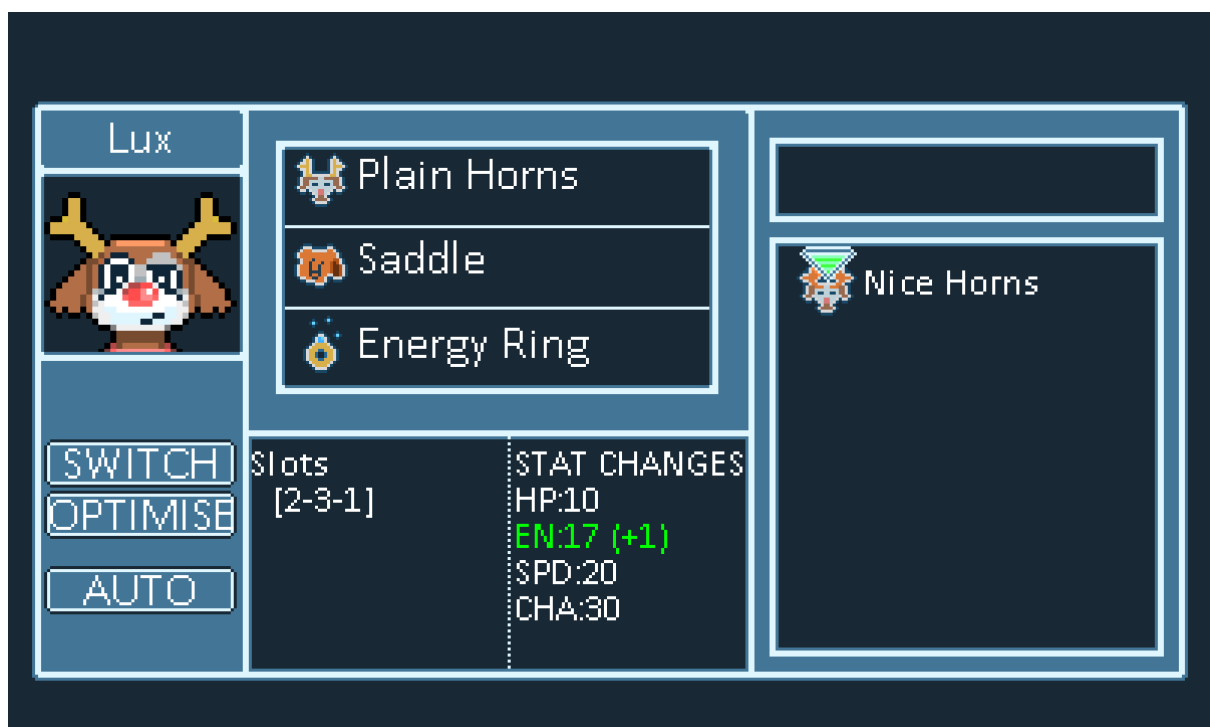 Lux
Plain Horns
Saddle
Energy Ring
Nice Horns
SWITCH
OPTIMISE
AUTO
Slots
[2-3-1]
STAT CHANGES
HP:10
EN:17 (+1)
SPD:20
CHA:30